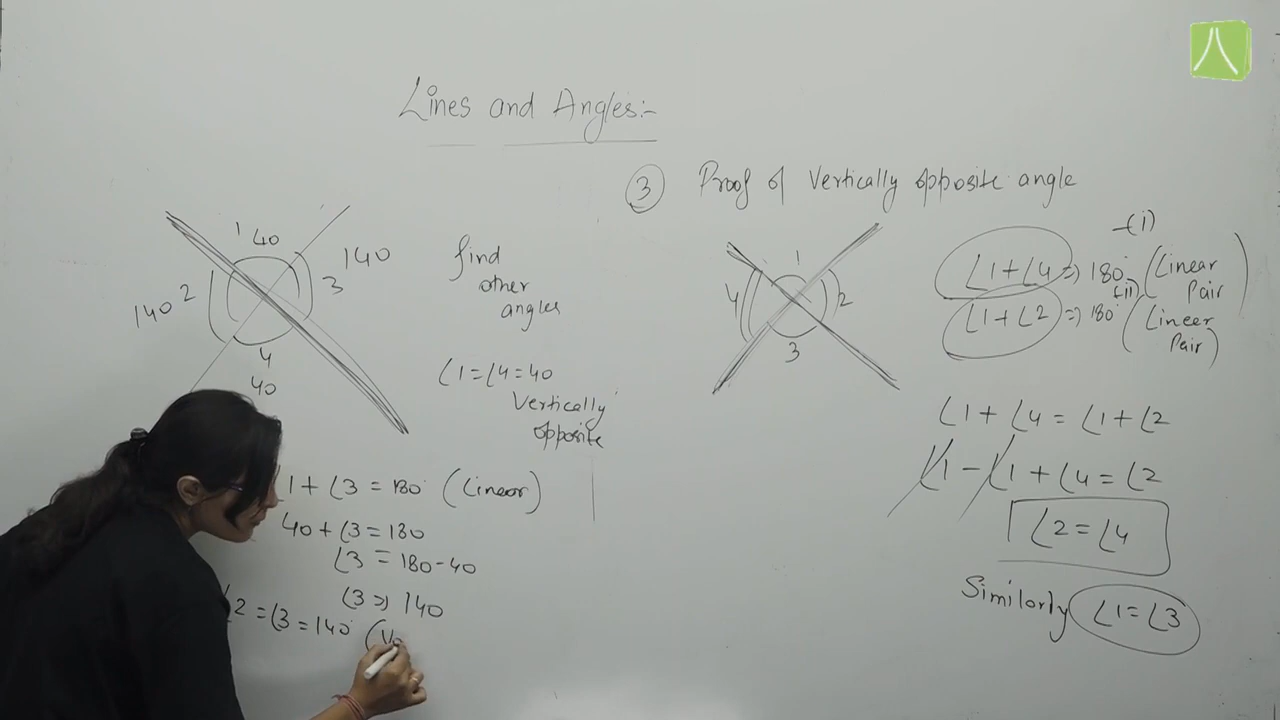 Lines and Angles:-
3 Proof of Vertically opposite angle
1 40
140
3
140 2
4
40
find
other
angles
∠1=∠4=40
Vertically
opposite
∠1+∠3=180° (Linear)
40+∠3=180
∠3=180-40
∠3=>140
∠2=∠3=140° (Vo
1
4
2
3
-(i)
∠1+∠4=>180° (Linear
Pair)
(ii)
∠1+∠2=>180° (Lineer
Pair)
∠1+∠4=∠1+∠2
∠1-∠1+∠4=∠2
∠2=∠4
Similorly ∠1=∠3